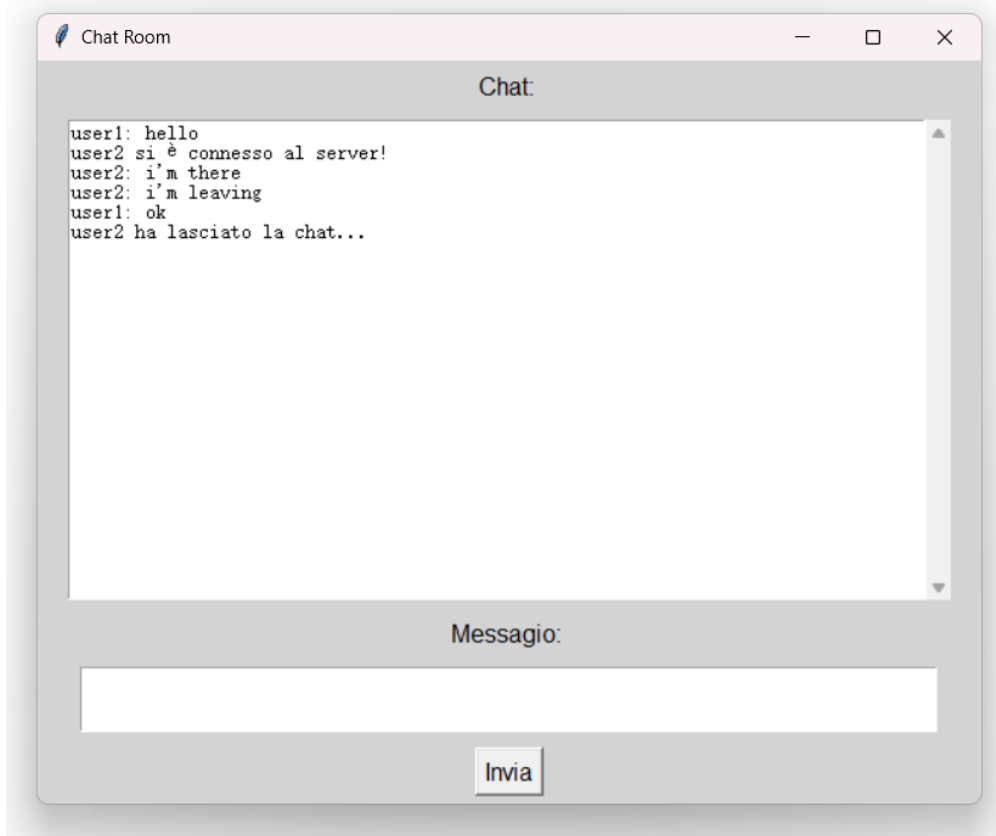 Chat Room
Chat:
user1: hello
user2 si è connesso al server!
user2: i'm there
user2: i'm leaving
user1: ok
user2 ha lasciato la chat...
Messagio:
Invia